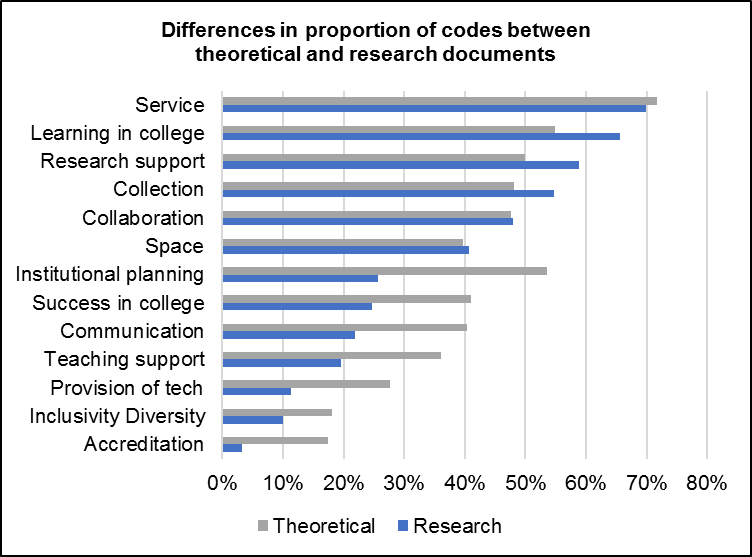 Differences in proportion of codes between
theoretical and research documents
Service
Learning in college
Research support
Collection
Collaboration
Space
Institutional planning
Success in college
Communication
Teaching support
Provision of tech
Inclusivity Diversity
Accreditation
0% 10% 20% 30% 40% 50% 60% 70% 80%
Theoretical Research